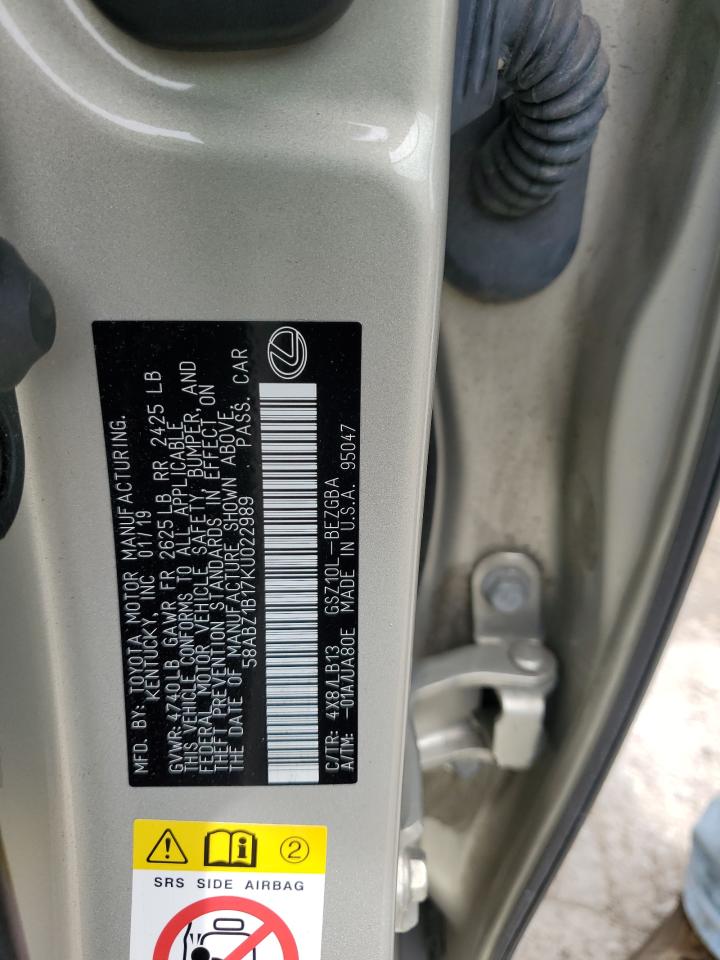 MFD. BY: TOYOTA MOTOR MANUFACTURING.
KENTUCKY, INC 01/19
GVWR: 4740LB GAWR FR 2625 LB RR 2425 LB
THIS VEHICLE CONFORMS TO ALL APPLICABLE
FEDERAL MOTOR VEHICLE SAFETY, BUMPER, AND
THEFT PREVENTION STANDARDS IN EFFECT ON
THE DATE OF MANUFACTURE SHOWN ABOVE.
58ABZ1B17KU022989 PASS. CAR
C/TR: 4X8/LB13 GSZ10L-BEZGBA
A/TM: -01A/UA80E MADE IN U.S.A. 95047
2
SRS SIDE AIRBAG